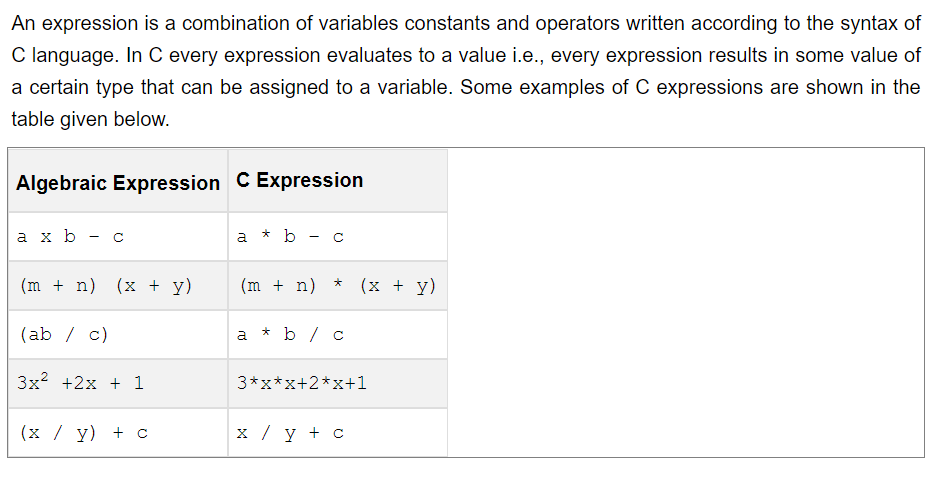 An expression is a combination of variables constants and operators written according to the syntax of
C language. In C every expression evaluates to a value i.e., every expression results in some value of
a certain type that can be assigned to a variable. Some examples of C expressions are shown in the
table given below.
Algebraic Expression C Expression
a x b – c a * b – c
(m + n) (x + y) (m + n) * (x + y)
(ab / c) a * b / c
3x² +2x + 1 3*x*x+2*x+1
(x / y) + c x / y + c